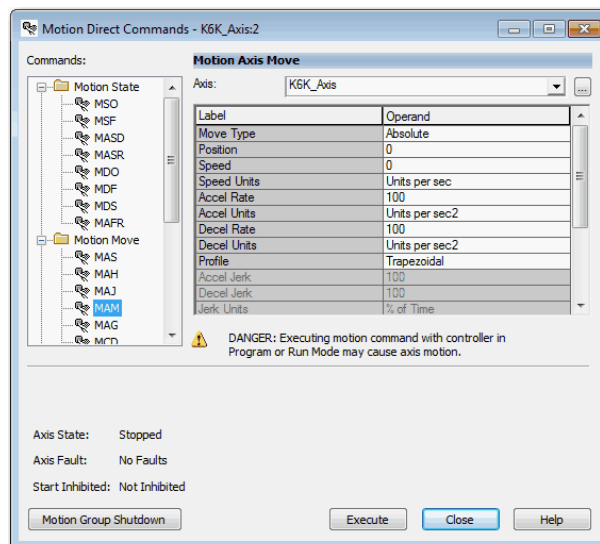 Motion Direct Commands - K6K_Axis:2
Commands:
Motion State
MSO
MSF
MASD
MASR
MDO
MDF
MDS
MAFR
Motion Move
MAS
MAH
MAJ
MAM
MAG
MCD
Motion Axis Move
Axis: K6K_Axis ...
Label Operand
Move Type Absolute
Position 0
Speed 0
Speed Units Units per sec
Accel Rate 100
Accel Units Units per sec2
Decel Rate 100
Decel Units Units per sec2
Profile Trapezoidal
Accel Jerk 100
Decel Jerk 100
Jerk Units % of Time
DANGER: Executing motion command with controller in
Program or Run Mode may cause axis motion.
Axis State: Stopped
Axis Fault: No Faults
Start Inhibited: Not Inhibited
Motion Group Shutdown Execute Close Help